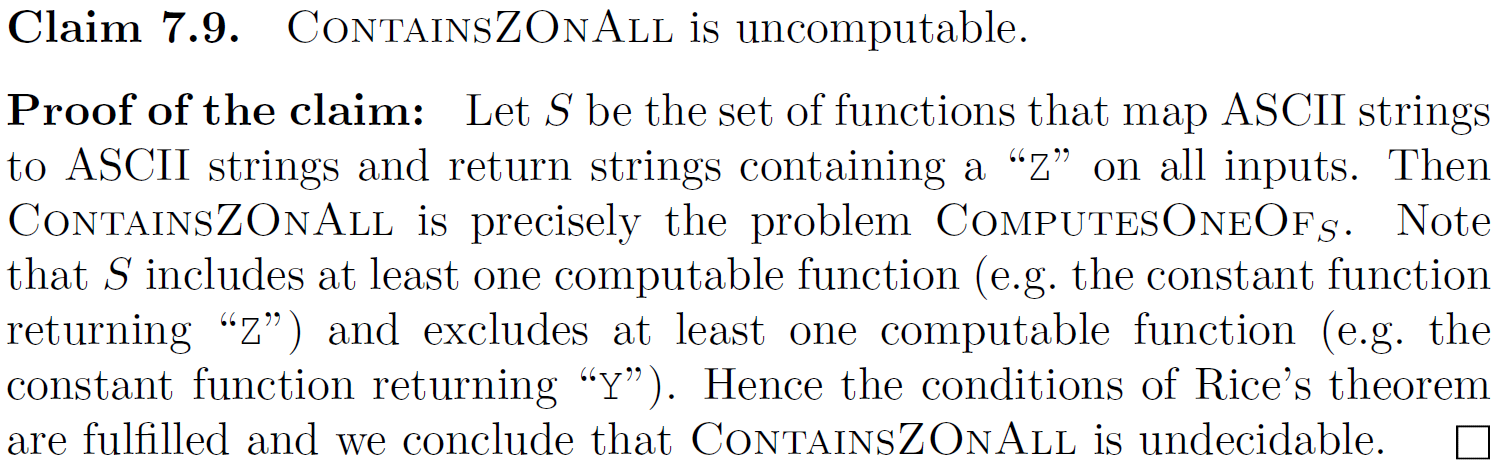 Claim 7.9. CONTAINSZONALL is uncomputable.
Proof of the claim: Let S be the set of functions that map ASCII strings
to ASCII strings and return strings containing a “Z” on all inputs. Then
CONTAINSZONALL is precisely the problem COMPUTESONEOFS. Note
that S includes at least one computable function (e.g. the constant function
returning “Z”) and excludes at least one computable function (e.g. the
constant function returning “Y”). Hence the conditions of Rice’s theorem
are fulfilled and we conclude that CONTAINSZONALL is undecidable. □